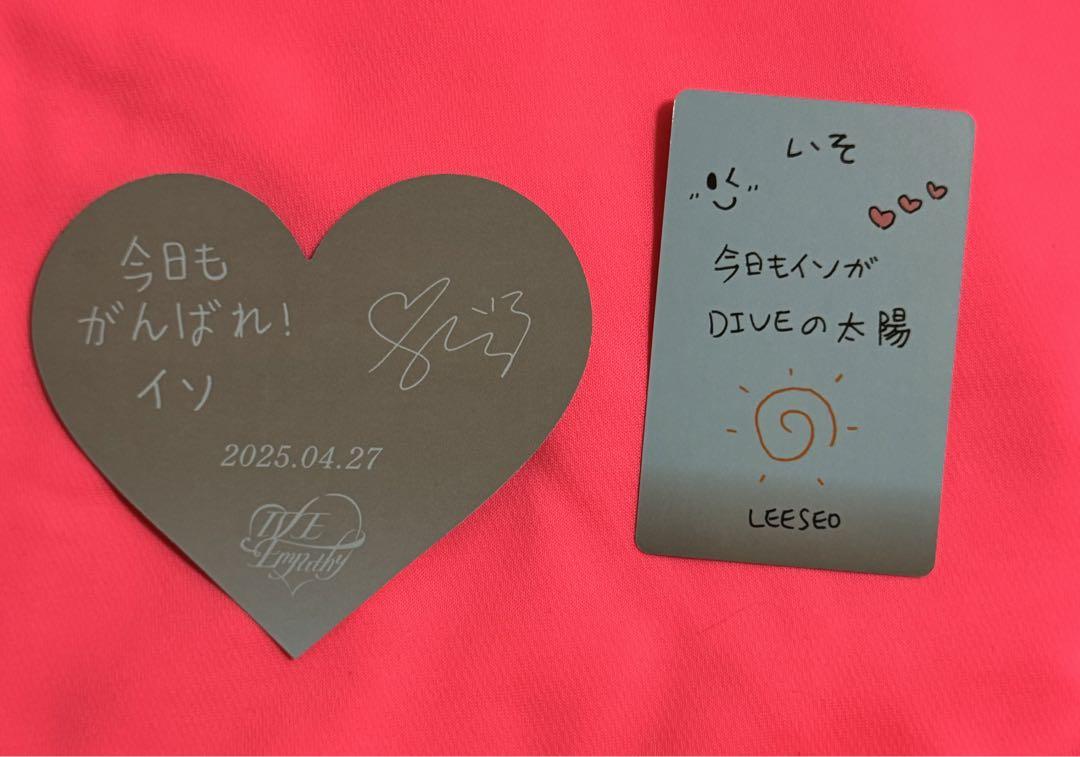 今日も
がんばれ!
イソ
2025.04.27
IVE
Empathy
いそ
今日もイソが
DIVEの太陽
LEESEO